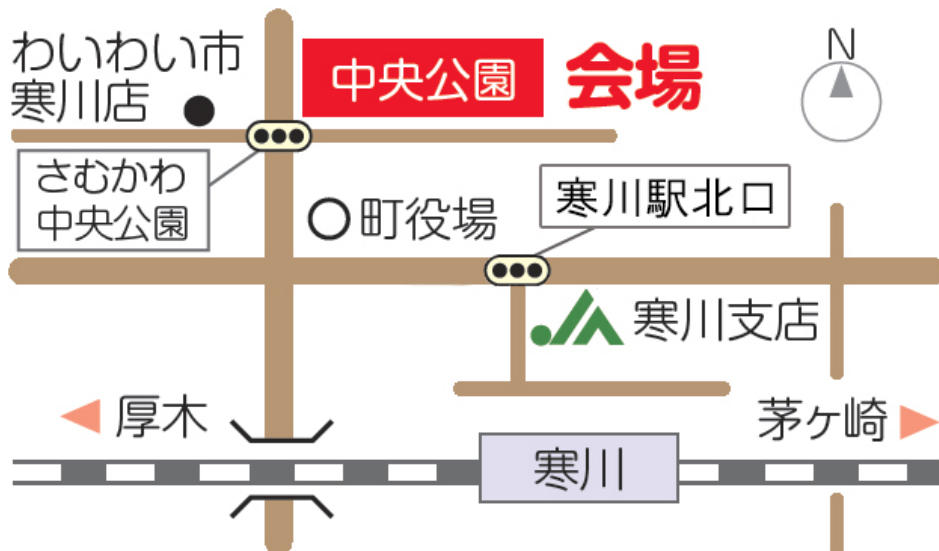 わいわい市
寒川店
中央公園
会場
N
さむかわ
中央公園
町役場
寒川駅北口
寒川支店
厚木
茅ヶ崎
寒川